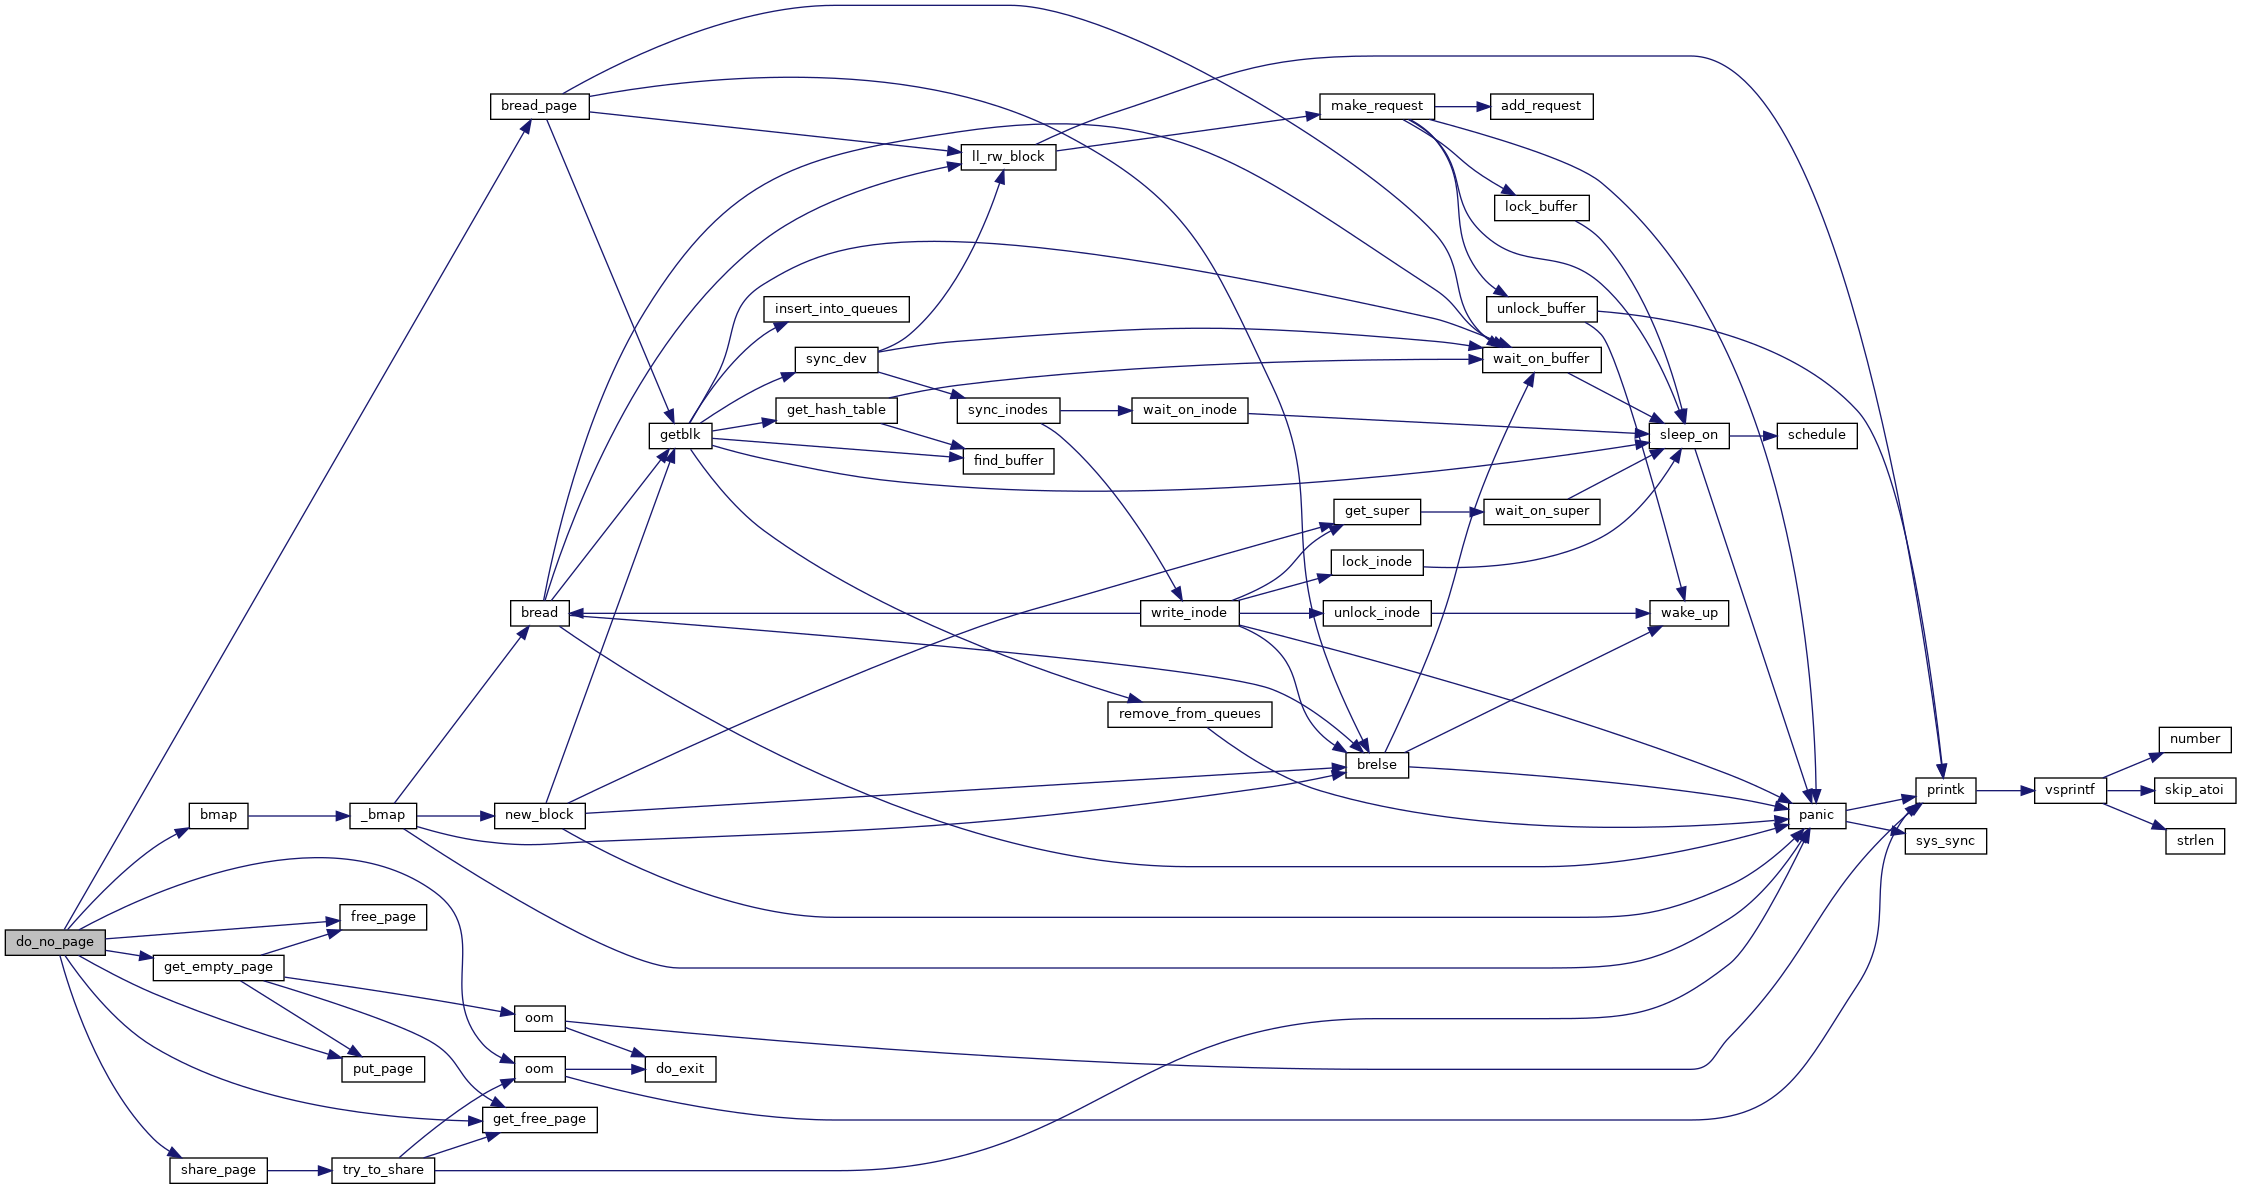 bread_page
make_request
add_request
ll_rw_block
lock_buffer
insert_into_queues
unlock_buffer
sync_dev
wait_on_buffer
get_hash_table
sync_inodes
wait_on_inode
getblk
sleep_on
schedule
find_buffer
get_super
wait_on_super
lock_inode
bread
write_inode
unlock_inode
wake_up
remove_from_queues
number
brelse
printk
vsprintf
skip_atoi
bmap
_bmap
new_block
panic
sys_sync
strlen
free_page
do_no_page
get_empty_page
oom
put_page
oom
do_exit
get_free_page
share_page
try_to_share